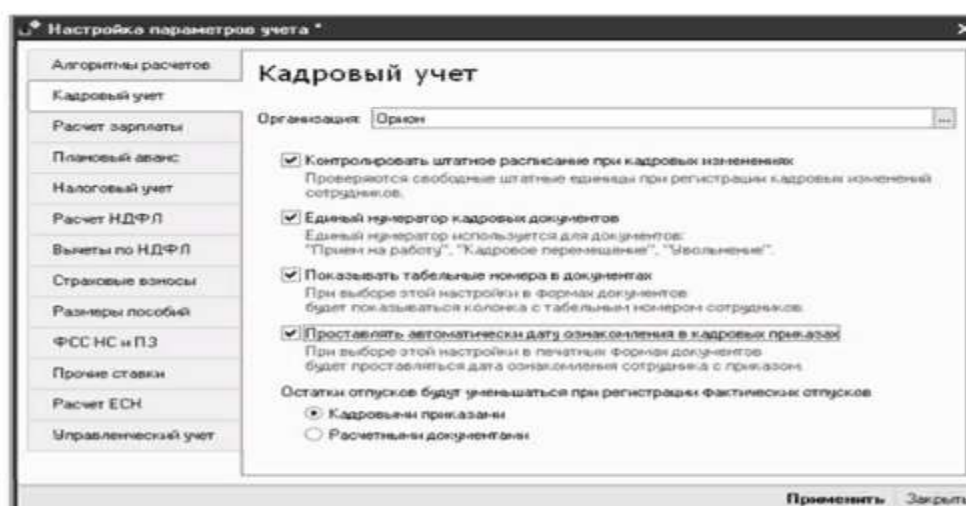 Настройка параметров учета *
Алгоритмы расчетов
Кадровый учет
Расчет зарплаты
Плановый аванс
Налоговый учет
Расчет НДФЛ
Вычеты по НДФЛ
Страховые взносы
Размеры пособий
ФСС НС и ПЗ
Прочие ставки
Расчет ЕСН
Управленческий учет
Кадровый учет
Организация: Орион ...
Контролировать штатное расписание при кадровых изменениях
Проверяются свободные штатные единицы при регистрации кадровых изменений
сотрудников.
Единый нумератор кадровых документов
Единый нумератор используется для документов:
"Прием на работу", "Кадровое перемещение", "Увольнение".
Показывать табельные номера в документах
При выборе этой настройки в формах документов
будет показываться колонка с табельным номером сотрудников.
Проставлять автоматически дату ознакомления в кадровых приказах
При выборе этой настройки в печатных формах документов
будет проставляться дата ознакомления сотрудника с приказом.
Остатки отпусков будут уменьшаться при регистрации фактических отпусков
Кадровыми приказами
Расчетными документами
Применить Закрыть